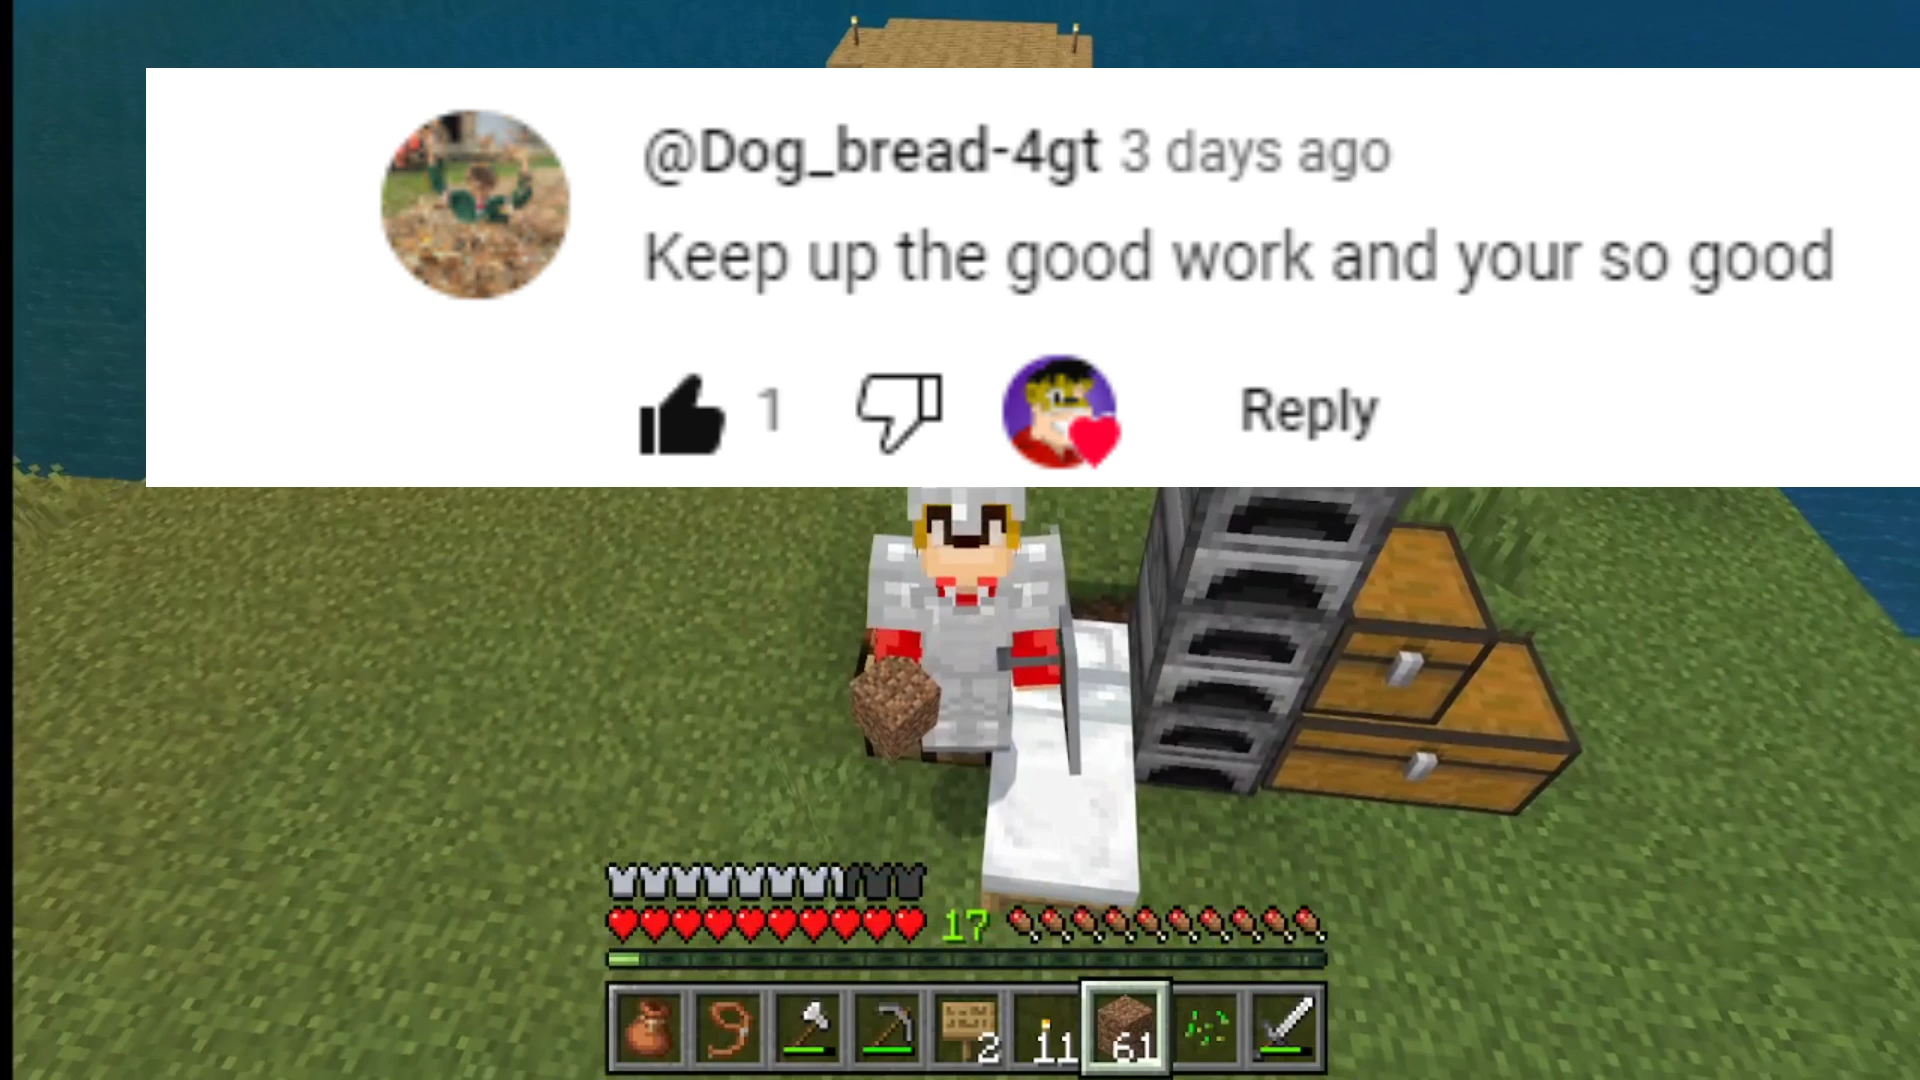 @Dog_bread-4gt 3 days ago
Keep up the good work and your so good
1 Reply
17
2 11 61